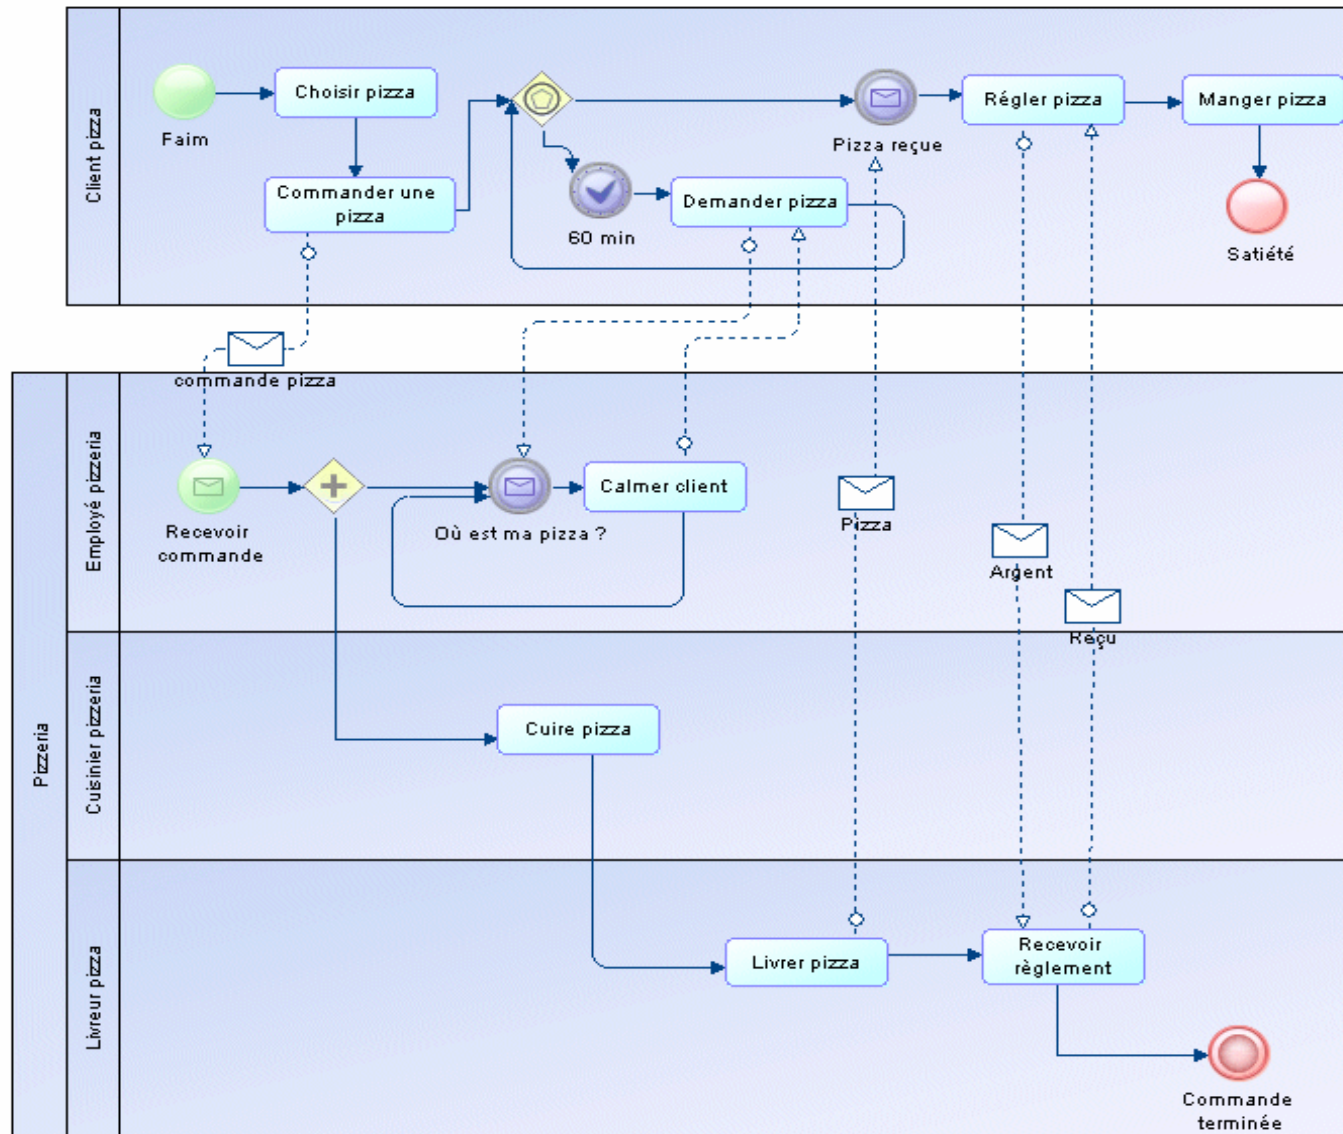 Client pizza
Faim
Choisir pizza
Commander une
pizza
60 min
Demander pizza
Pizza reçue
Régler pizza
Manger pizza
Satiété
commande pizza
Pizzeria
Employé pizzeria
Recevoir
commande
Où est ma pizza ?
Calmer client
Pizza
Argent
Reçu
Cuisinier pizzeria
Cuire pizza
Livreur pizza
Livrer pizza
Recevoir
règlement
Commande
terminée